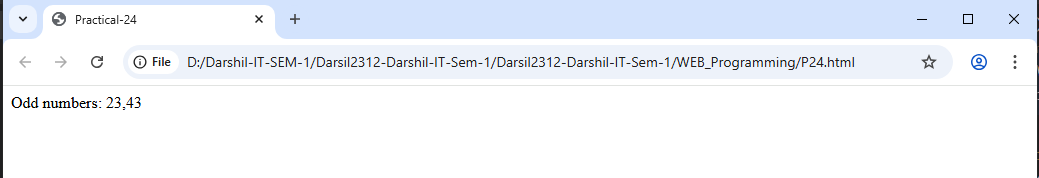 Practical-24
File D:/Darshil-IT-SEM-1/Darsil2312-Darshil-IT-Sem-1/Darsil2312-Darshil-IT-Sem-1/WEB_Programming/P24.html
Odd numbers: 23,43